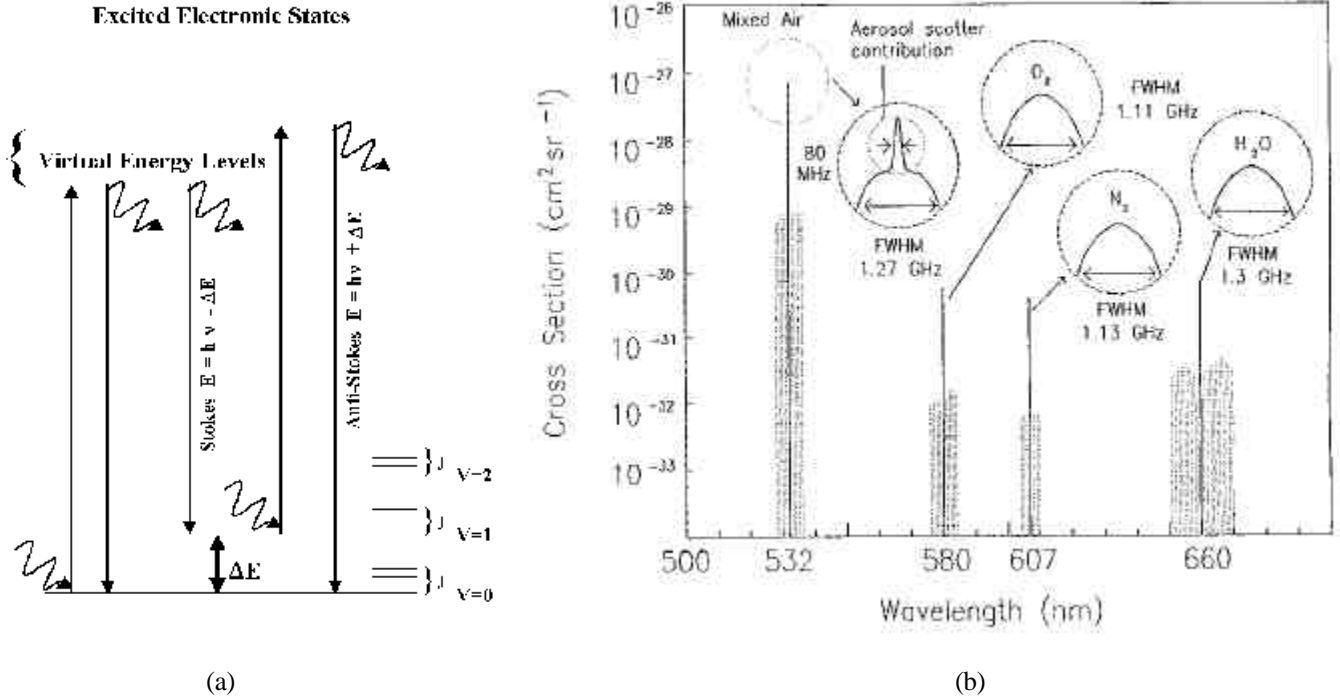 Excited Electronic States
Virtual Energy Levels
Stokes E = h ν - ΔE
Anti-Stokes E = hν + ΔE
} J V=2
} J V=1
} J V=0
ΔE
(a)
10⁻²⁶
10⁻²⁷
10⁻²⁸
10⁻²⁹
10⁻³⁰
10⁻³¹
10⁻³²
10⁻³³
Cross Section (cm² sr⁻¹)
Mixed Air
Aerosol scatter
contribution
80
MHz
FWHM
1.27 GHz
O₂
FWHM
1.11 GHz
N₂
FWHM
1.13 GHz
H₂O
FWHM
1.3 GHz
500 532 580 607 660
Wavelength (nm)
(b)